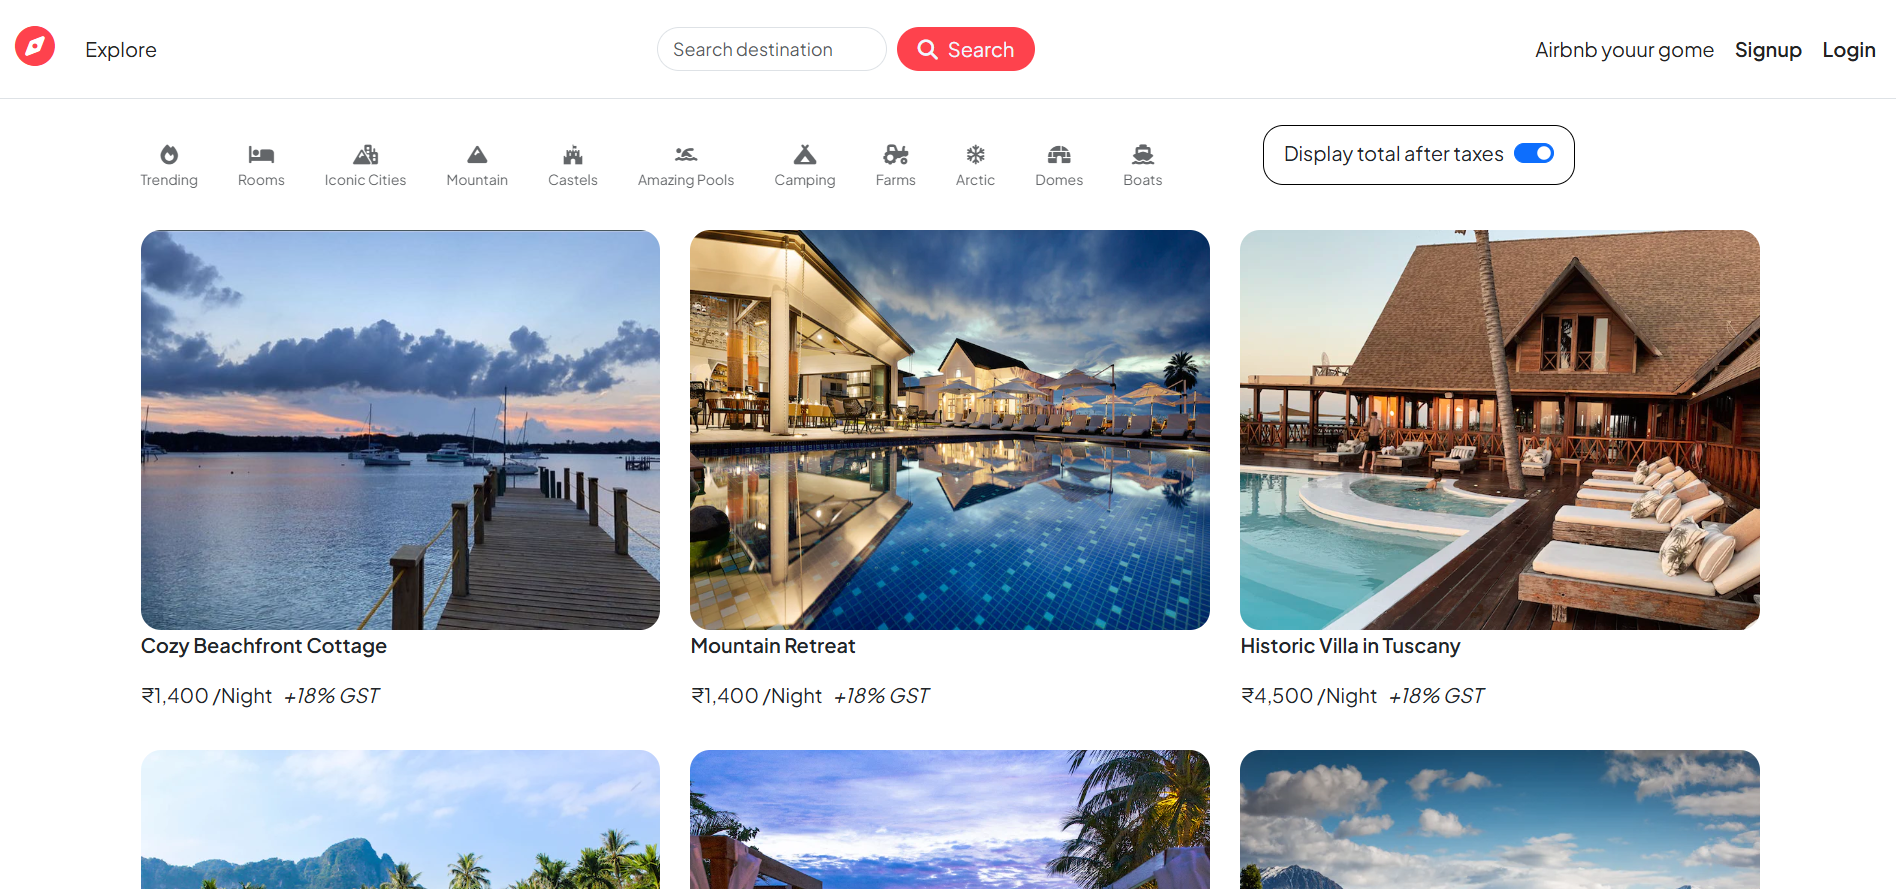 Explore
Search destination
Search
Airbnb youur gome
Signup
Login
Trending
Rooms
Iconic Cities
Mountain
Castels
Amazing Pools
Camping
Farms
Arctic
Domes
Boats
Display total after taxes
Cozy Beachfront Cottage
₹1,400 /Night +18% GST
Mountain Retreat
₹1,400 /Night +18% GST
Historic Villa in Tuscany
₹4,500 /Night +18% GST